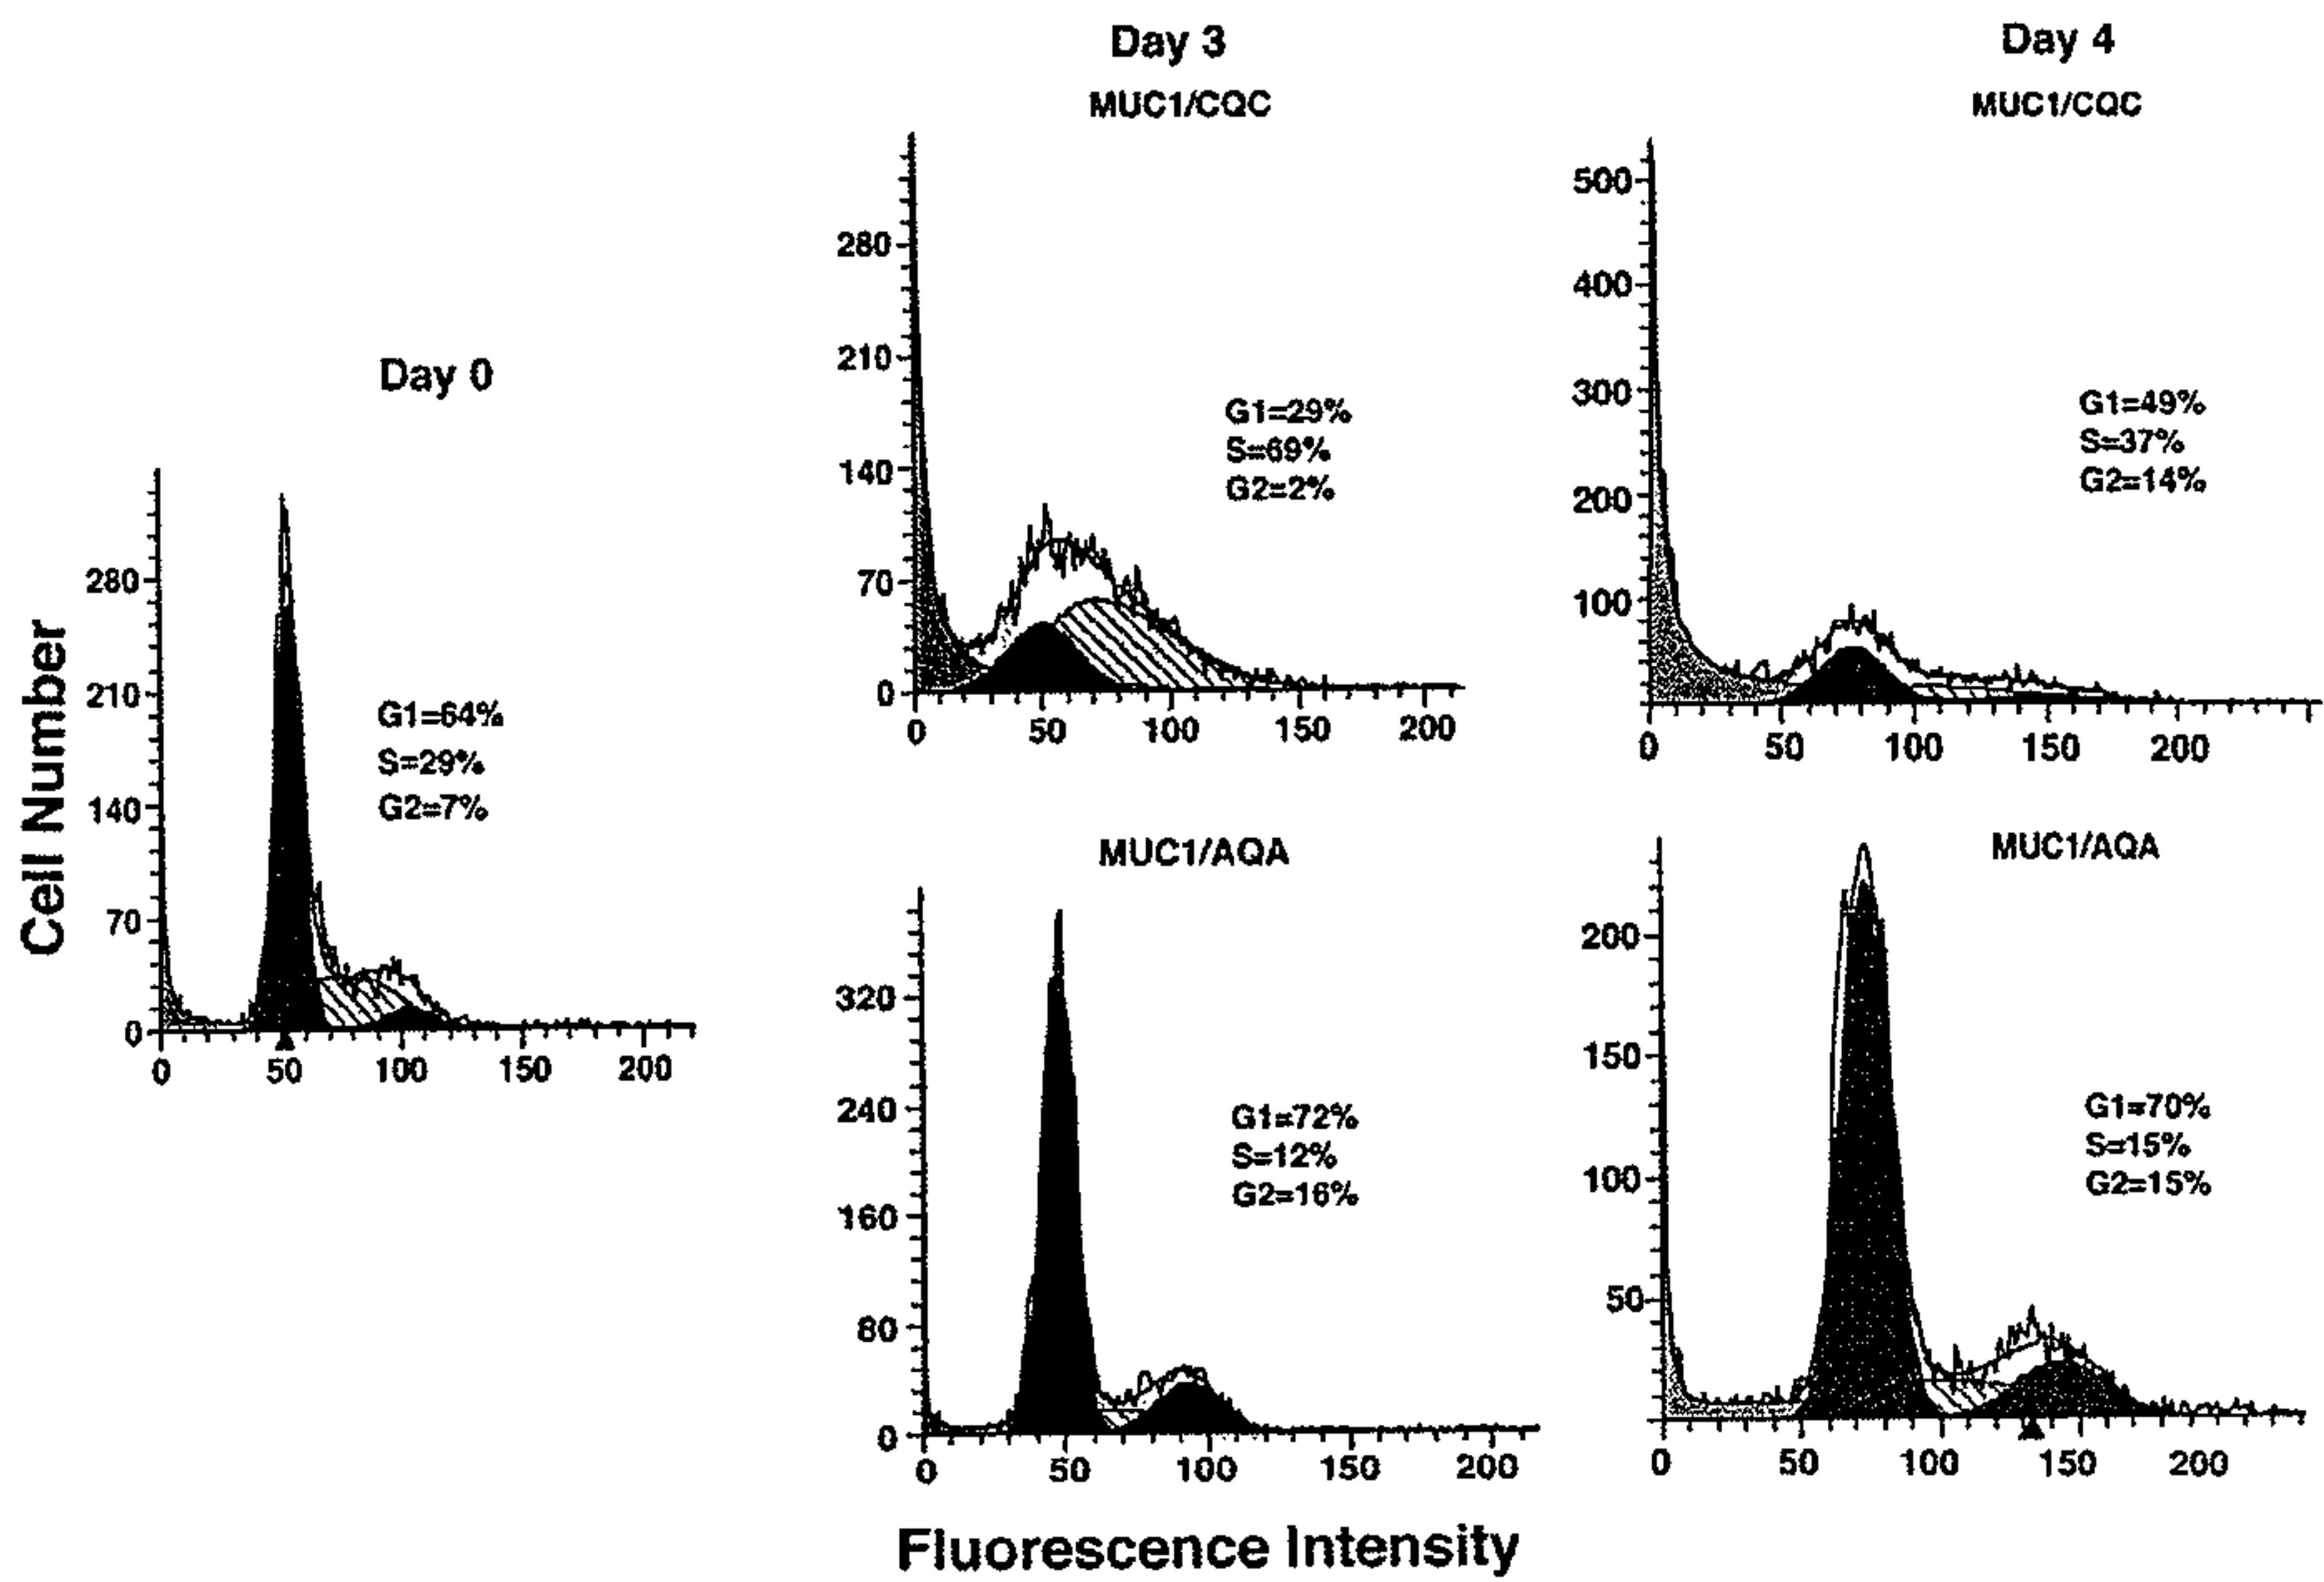 Day 3
MUC1/CQC
Day 4
MUC1/CQC
Day 0
Cell Number
280
210
140
70
0
0 50 100 150 200
G1=64%
S=29%
G2=7%
280
210
140
70
0
0 50 100 150 200
G1=29%
S=69%
G2=2%
500
400
300
200
100
0 50 100 150 200
G1=49%
S=37%
G2=14%
MUC1/AQA
320
240
160
80
0
0 50 100 150 200
G1=72%
S=12%
G2=16%
MUC1/AQA
200
150
100
50
0 50 100 150 200
G1=70%
S=15%
G2=15%
Fluorescence Intensity